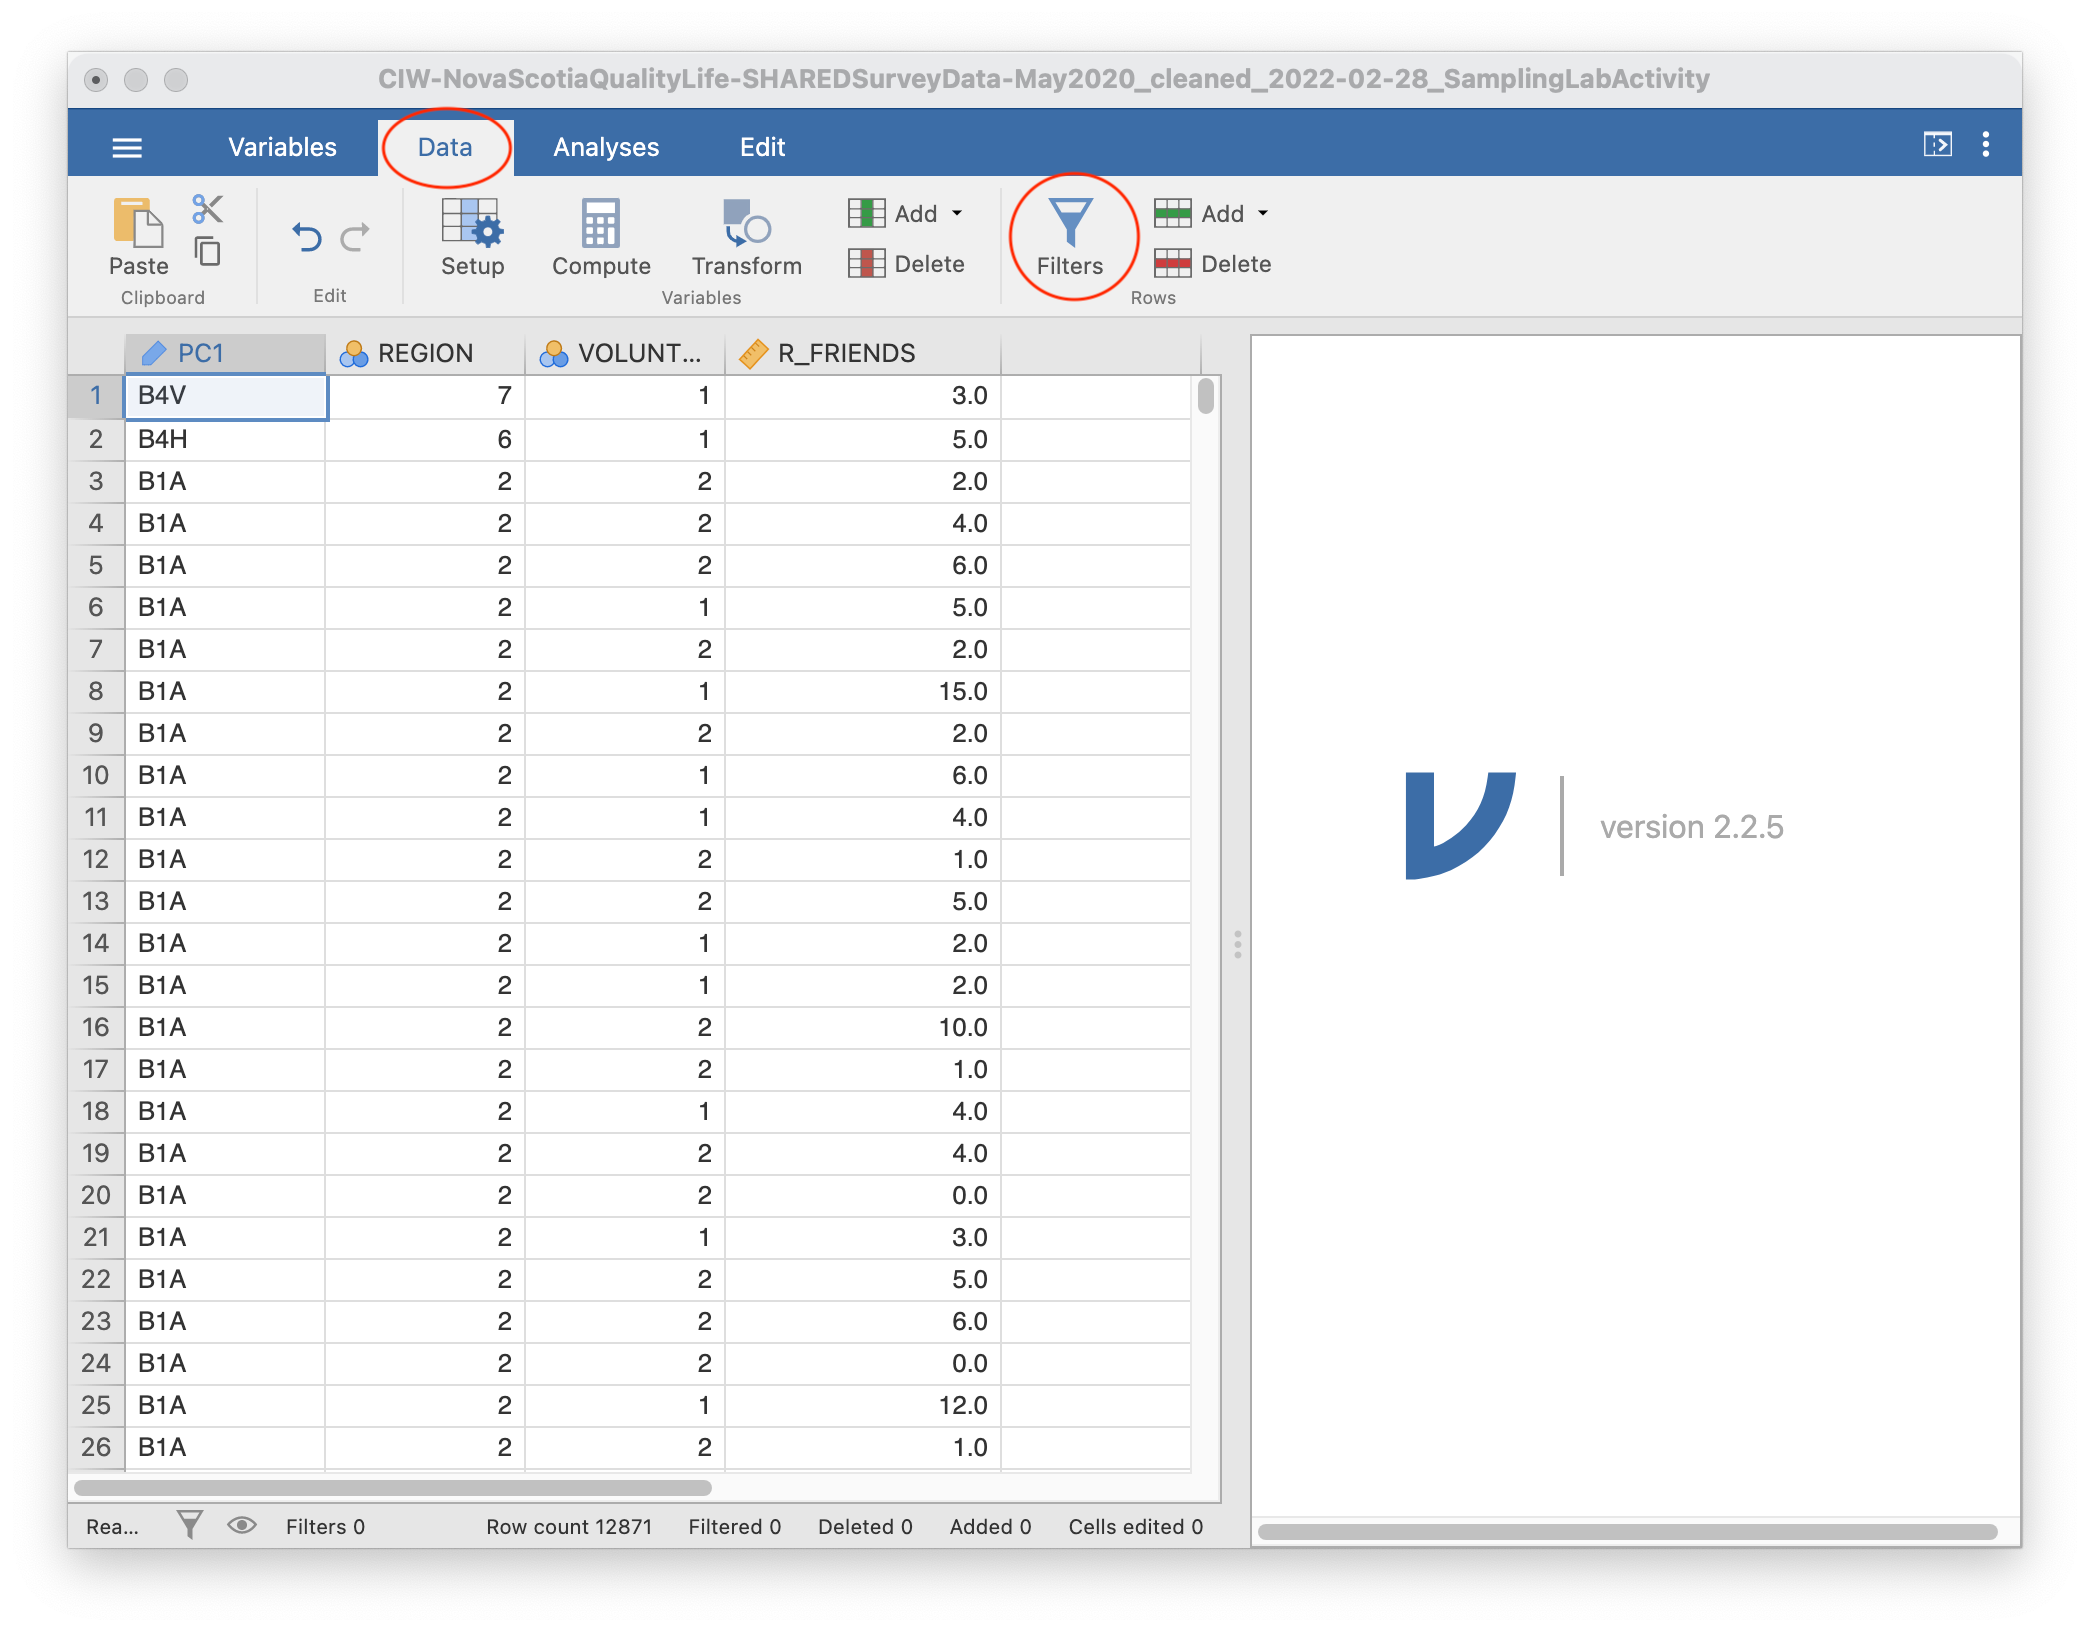 CIW-NovaScotiaQualityLife-SHAREDSurveyData-May2020_cleaned_2022-02-28_SamplingLabActivity
Variables Data Analyses Edit
Paste Setup Compute Transform Add Delete Filters Add Delete
Clipboard Edit Variables Rows
PC1 REGION VOLUNT... R_FRIENDS
1 B4V 7 1 3.0
2 B4H 6 1 5.0
3 B1A 2 2 2.0
4 B1A 2 2 4.0
5 B1A 2 2 6.0
6 B1A 2 1 5.0
7 B1A 2 2 2.0
8 B1A 2 1 15.0
9 B1A 2 2 2.0
10 B1A 2 1 6.0
11 B1A 2 1 4.0
12 B1A 2 2 1.0
13 B1A 2 2 5.0
14 B1A 2 1 2.0
15 B1A 2 1 2.0
16 B1A 2 2 10.0
17 B1A 2 2 1.0
18 B1A 2 1 4.0
19 B1A 2 2 4.0
20 B1A 2 2 0.0
21 B1A 2 1 3.0
22 B1A 2 2 5.0
23 B1A 2 2 6.0
24 B1A 2 2 0.0
25 B1A 2 1 12.0
26 B1A 2 2 1.0
version 2.2.5
Rea... Filters 0 Row count 12871 Filtered 0 Deleted 0 Added 0 Cells edited 0